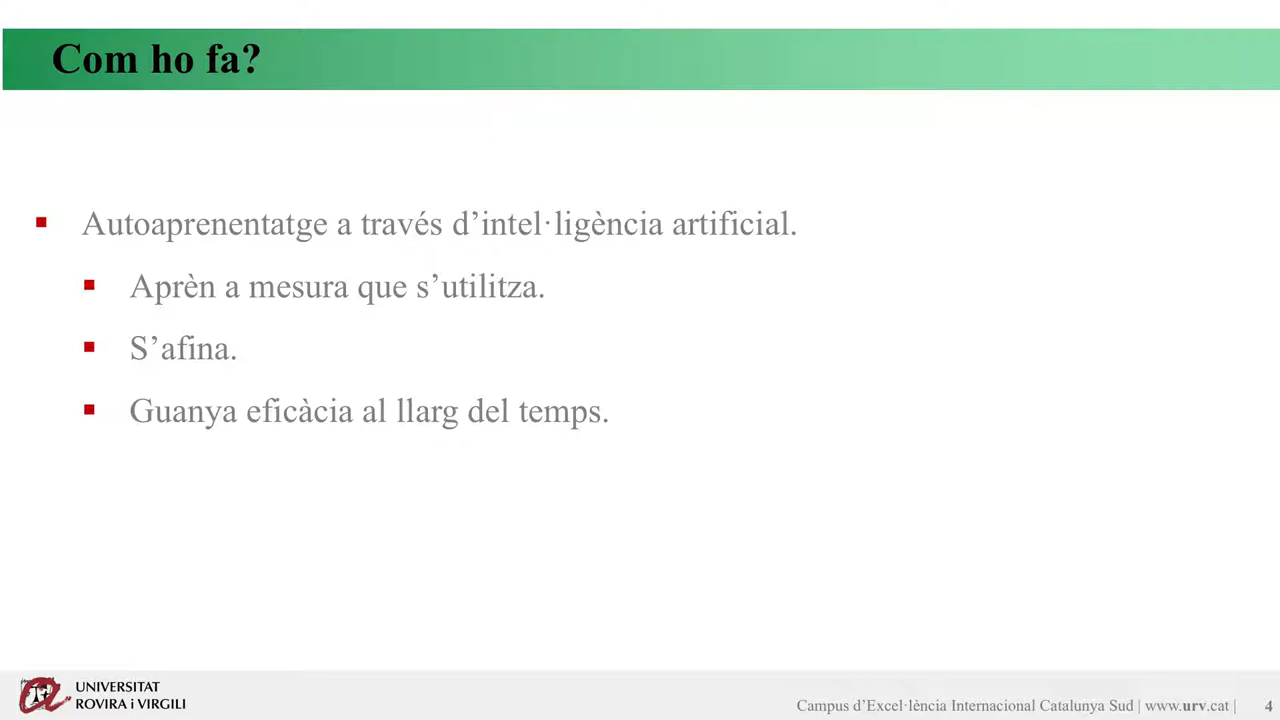 Com ho fa?
Autoaprenentatge a través d’intel·ligència artificial.
Aprèn a mesura que s’utilitza.
S’afina.
Guanya eficàcia al llarg del temps.
UNIVERSITAT
ROVIRA i VIRGILI
Campus d’Excel·lència Internacional Catalunya Sud | www.urv.cat | 4